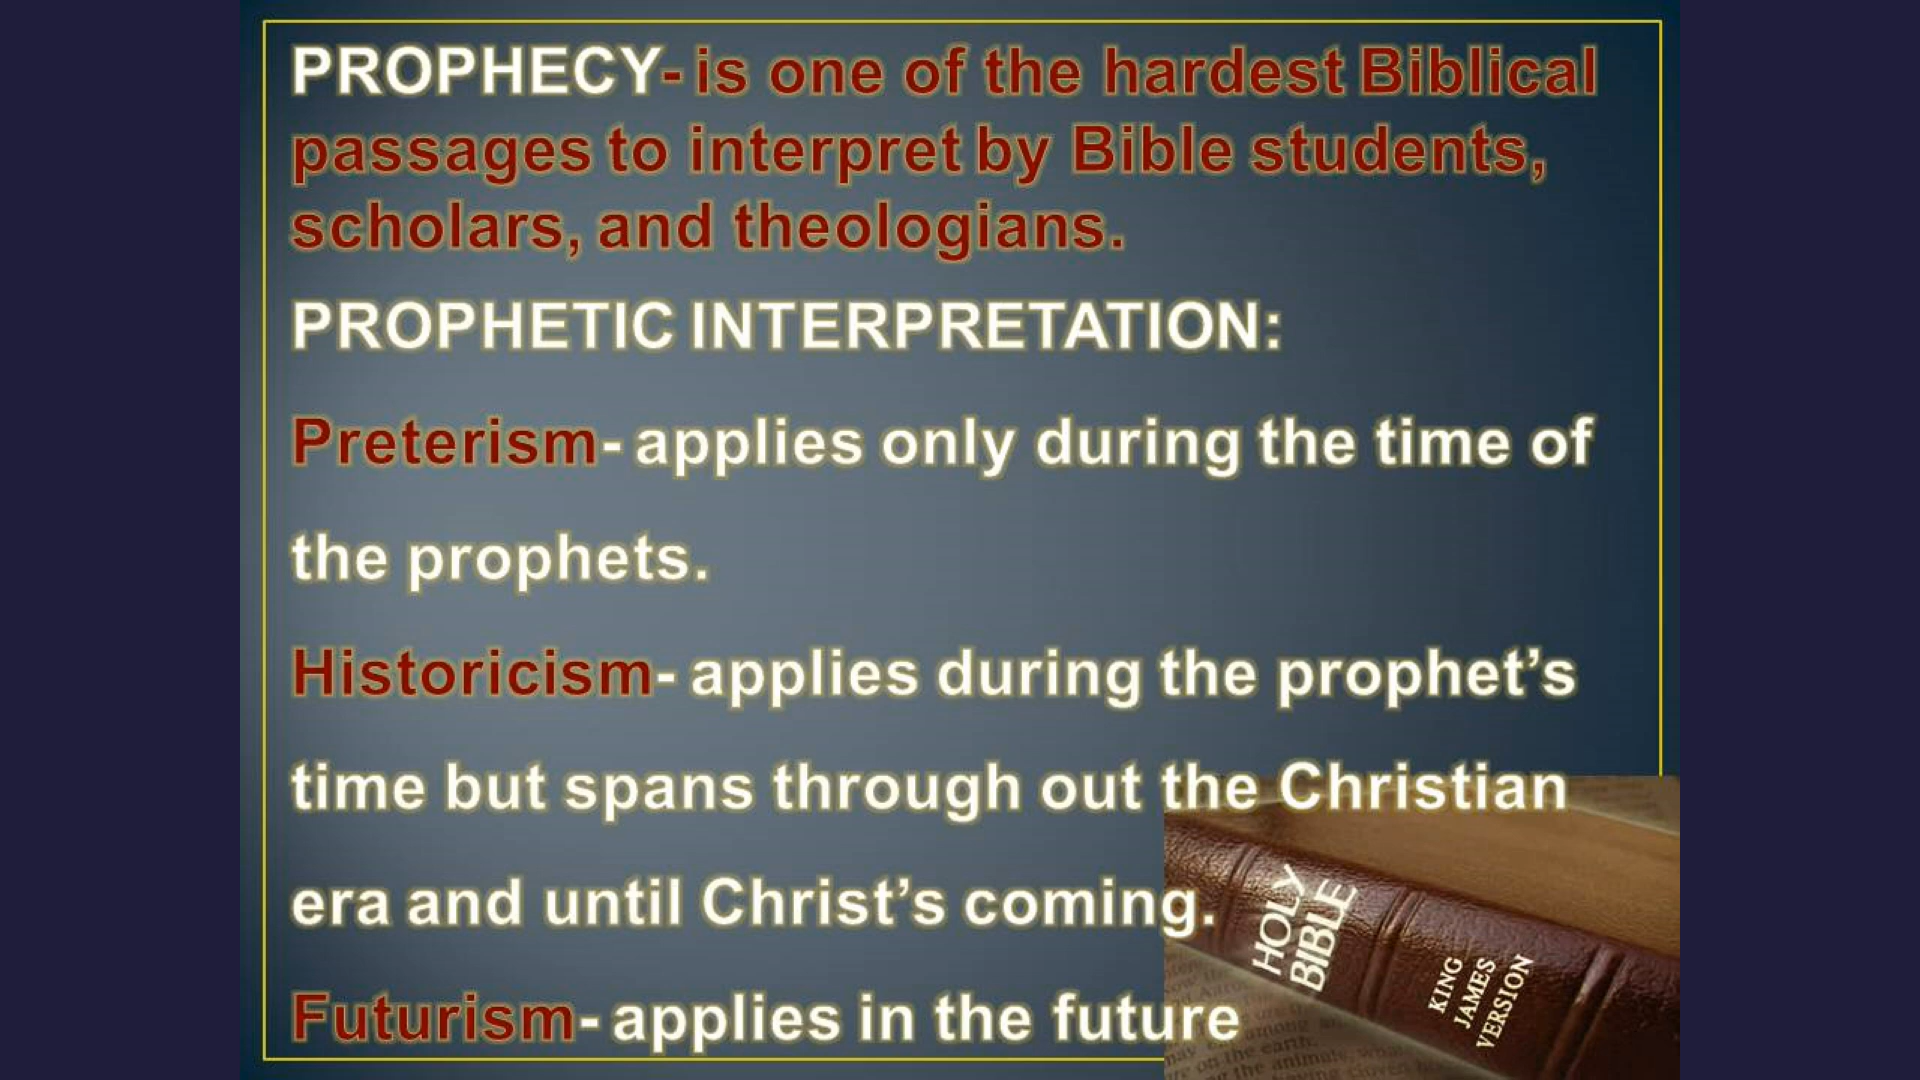 PROPHECY- is one of the hardest Biblical
passages to interpret by Bible students,
scholars, and theologians.
PROPHETIC INTERPRETATION:
Preterism- applies only during the time of
the prophets.
Historicism- applies during the prophet’s
time but spans through out the Christian
era and until Christ’s coming.
Futurism- applies in the future
HOLY
BIBLE
KING
JAMES
VERSION